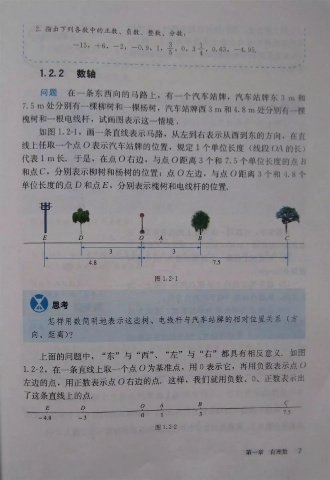 2. 指出下列各数中的正数、负数、整数、分数:
-15, +6, -2, -0.9, 1, 3/5, 0, 3 1/4, 0.63, -4.95.
1.2.2 数轴
问题 在一条东西向的马路上，有一个汽车站牌，汽车站牌东 3 m 和
7.5 m 处分别有一棵柳树和一棵杨树，汽车站牌西 3 m 和 4.8 m 处分别有一棵
槐树和一根电线杆，试画图表示这一情境．
如图 1.2-1，画一条直线表示马路，从左到右表示从西到东的方向，在直
线上任取一个点 O 表示汽车站牌的位置，规定 1 个单位长度（线段 OA 的长）
代表 1 m 长．于是，在点 O 右边，与点 O 距离 3 个和 7.5 个单位长度的点 B
和点 C，分别表示柳树和杨树的位置；点 O 左边，与点 O 距离 3 个和 4.8 个
单位长度的点 D 和点 E，分别表示槐树和电线杆的位置．
E D O A B C
3 3
4.8 7.5
图 1.2-1
思考
怎样用数简明地表示这些树、电线杆与汽车站牌的相对位置关系（方
向、距离）？
上面的问题中，“东”与“西”、“左”与“右”都具有相反意义．如图
1.2-2，在一条直线上取一个点 O 为基准点，用 0 表示它，再用负数表示点 O
左边的点，用正数表示点 O 右边的点．这样，我们就用负数、0、正数表示出
了这条直线上的点．
E D O A B C
-4.8 -3 0 1 3 7.5
图 1.2-2
第一章 有理数 7